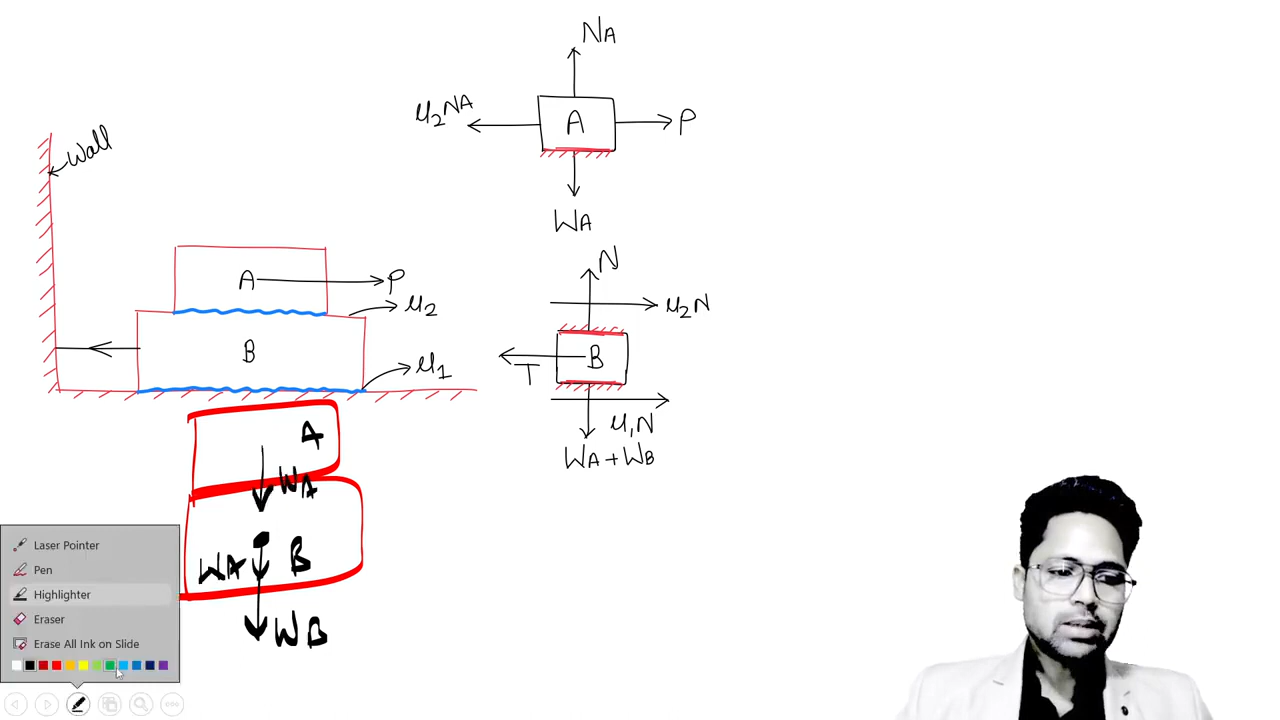 NA
μ2NA
A
P
WA
Wall
A
P
μ2
B
μ1
N
μ2N
B
T
μ1N
WA+WB
A
WA
WA
B
WB
Laser Pointer
Pen
Highlighter
Eraser
Erase All Ink on Slide